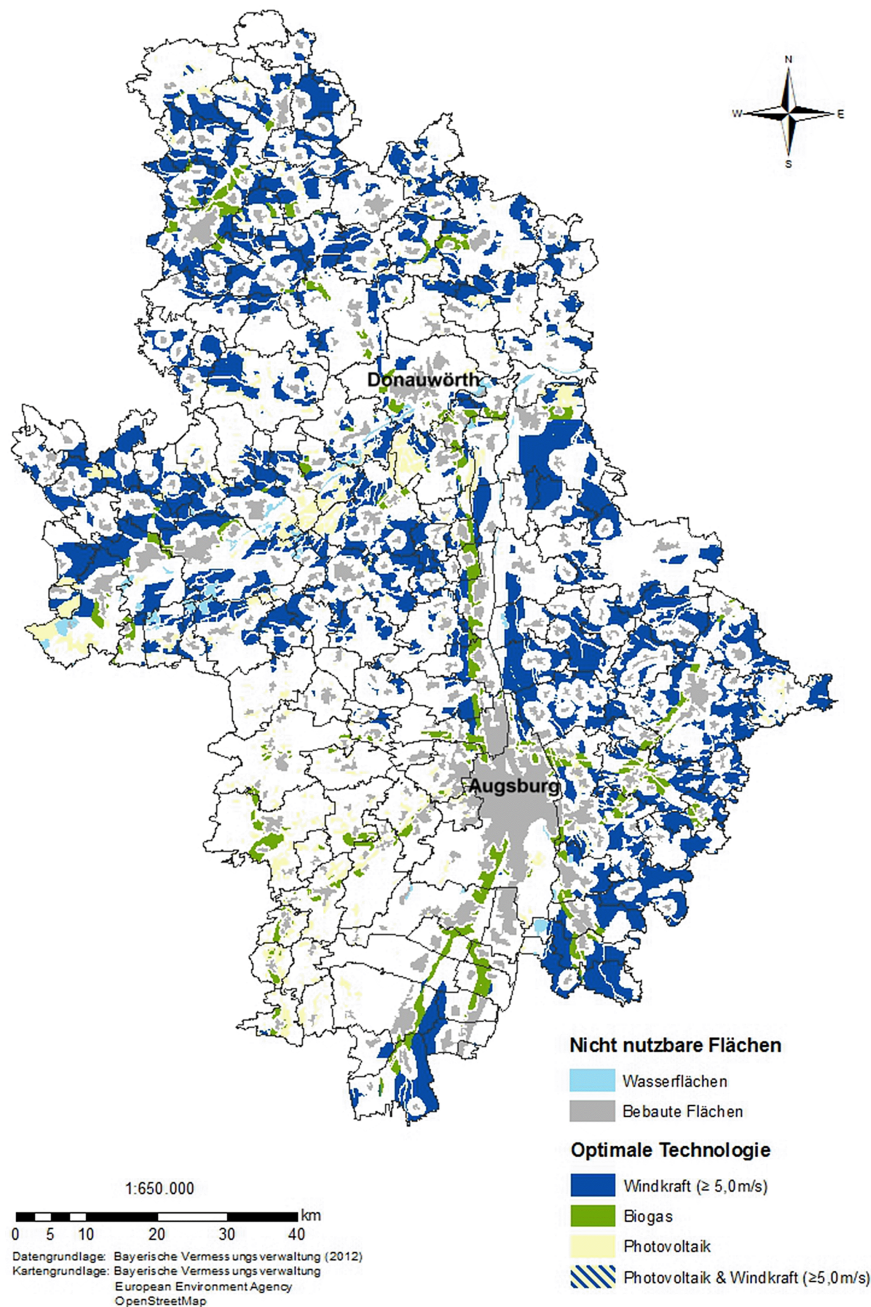 N
W
E
S
Donauwörth
Augsburg
Nicht nutzbare Flächen
Wasserflächen
Bebaute Flächen
Optimale Technologie
Windkraft (≥ 5,0m/s)
Biogas
Photovoltaik
Photovoltaik & Windkraft (≥5,0m/s)
1:650.000
km
0 5 10 20 30 40
Datengrundlage: Bayerische Vermessungsverwaltung (2012)
Kartengrundlage: Bayerische Vermessungsverwaltung
European Environment Agency
OpenStreetMap